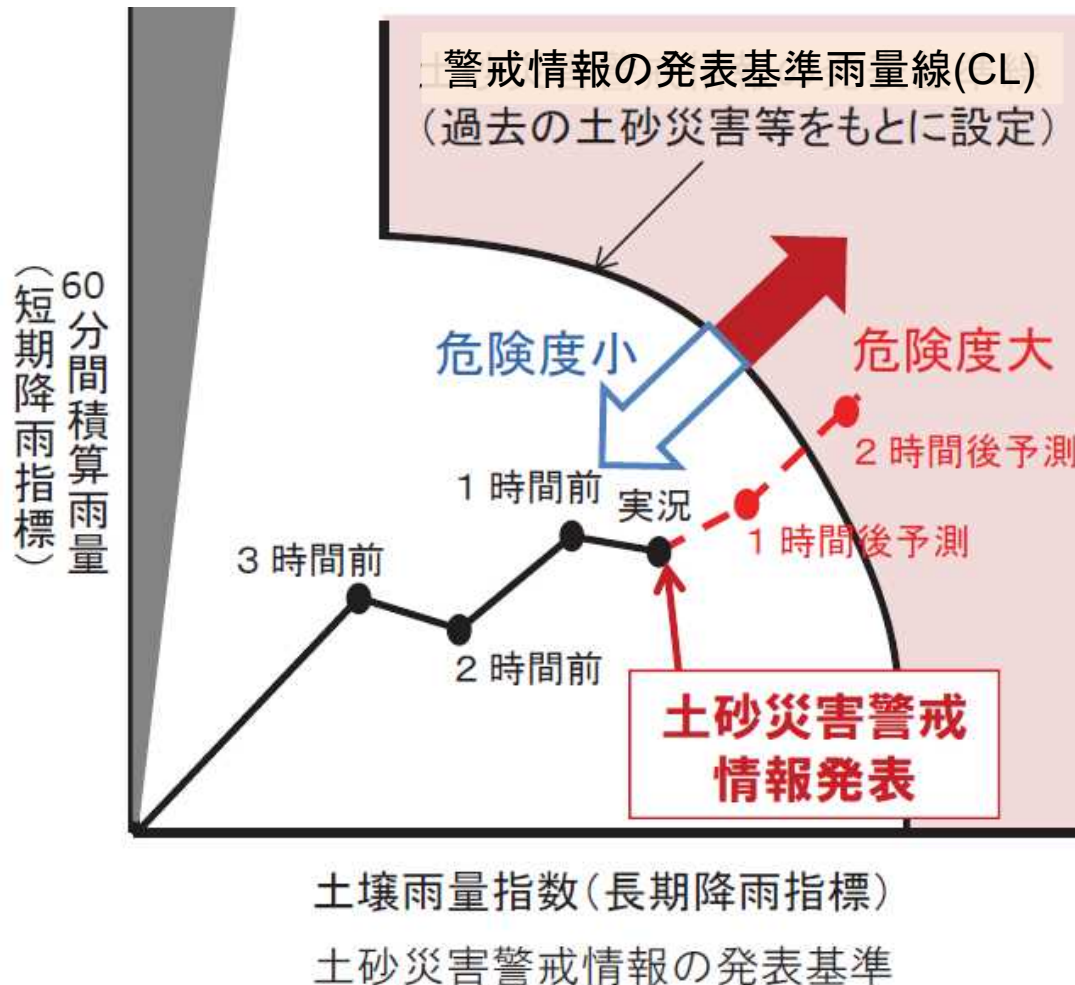 警戒情報の発表基準雨量線(CL)
(過去の土砂災害等をもとに設定)
60分間積算雨量
(短期降雨指標)
危険度小
危険度大
2時間後予測
1時間前
実況
1時間後予測
3時間前
2時間前
土砂災害警戒
情報発表
土壌雨量指数(長期降雨指標)
土砂災害警戒情報の発表基準